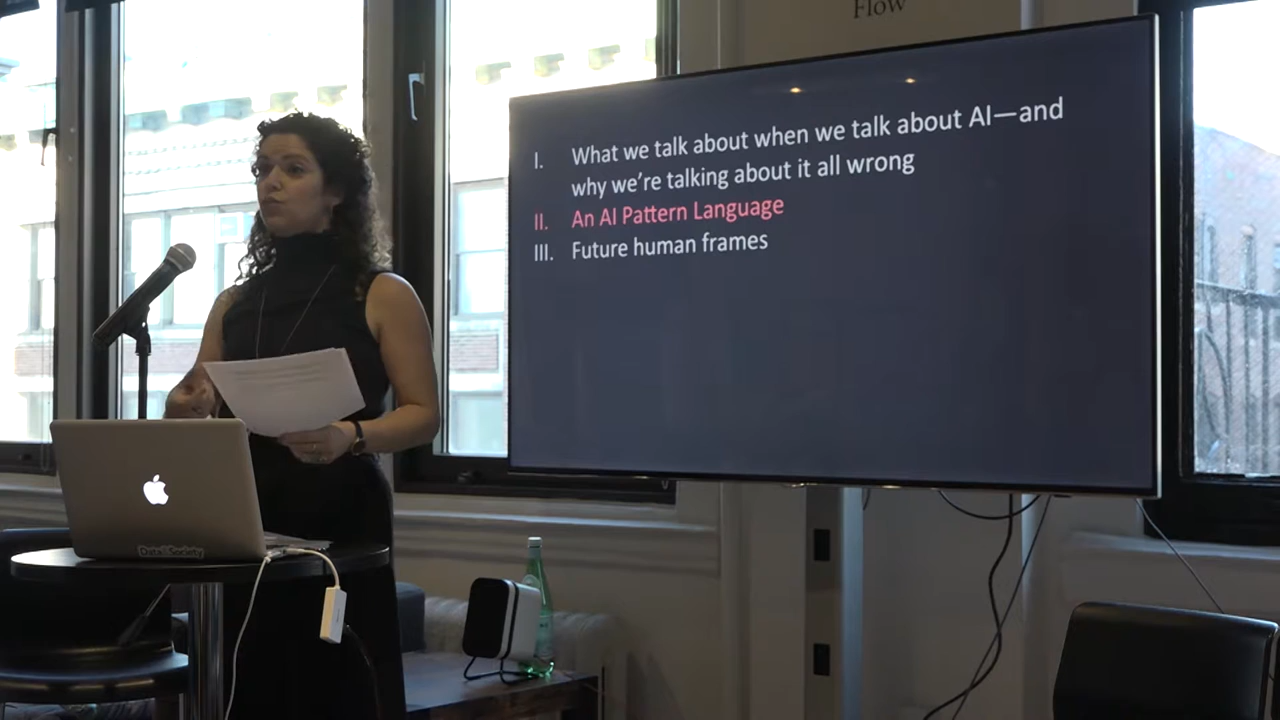 Flow
I. What we talk about when we talk about AI—and
why we're talking about it all wrong
II. An AI Pattern Language
III. Future human frames
Data&Society